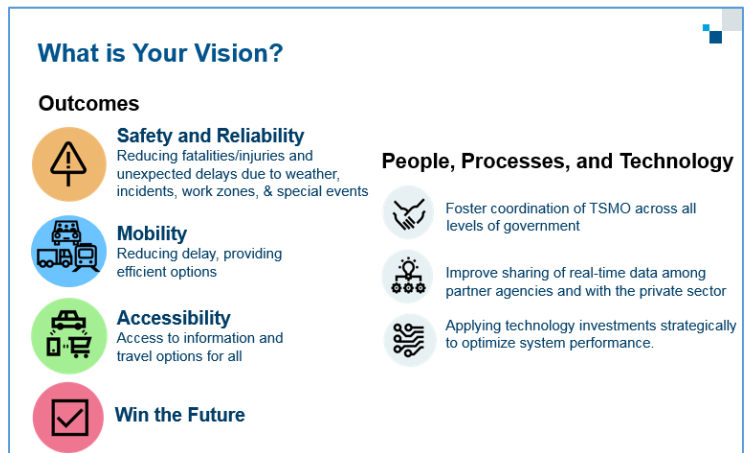 What is Your Vision?
Outcomes
Safety and Reliability
Reducing fatalities/injuries and
unexpected delays due to weather,
incidents, work zones, & special events
Mobility
Reducing delay, providing
efficient options
Accessibility
Access to information and
travel options for all
Win the Future
People, Processes, and Technology
Foster coordination of TSMO across all
levels of government
Improve sharing of real-time data among
partner agencies and with the private sector
Applying technology investments strategically
to optimize system performance.